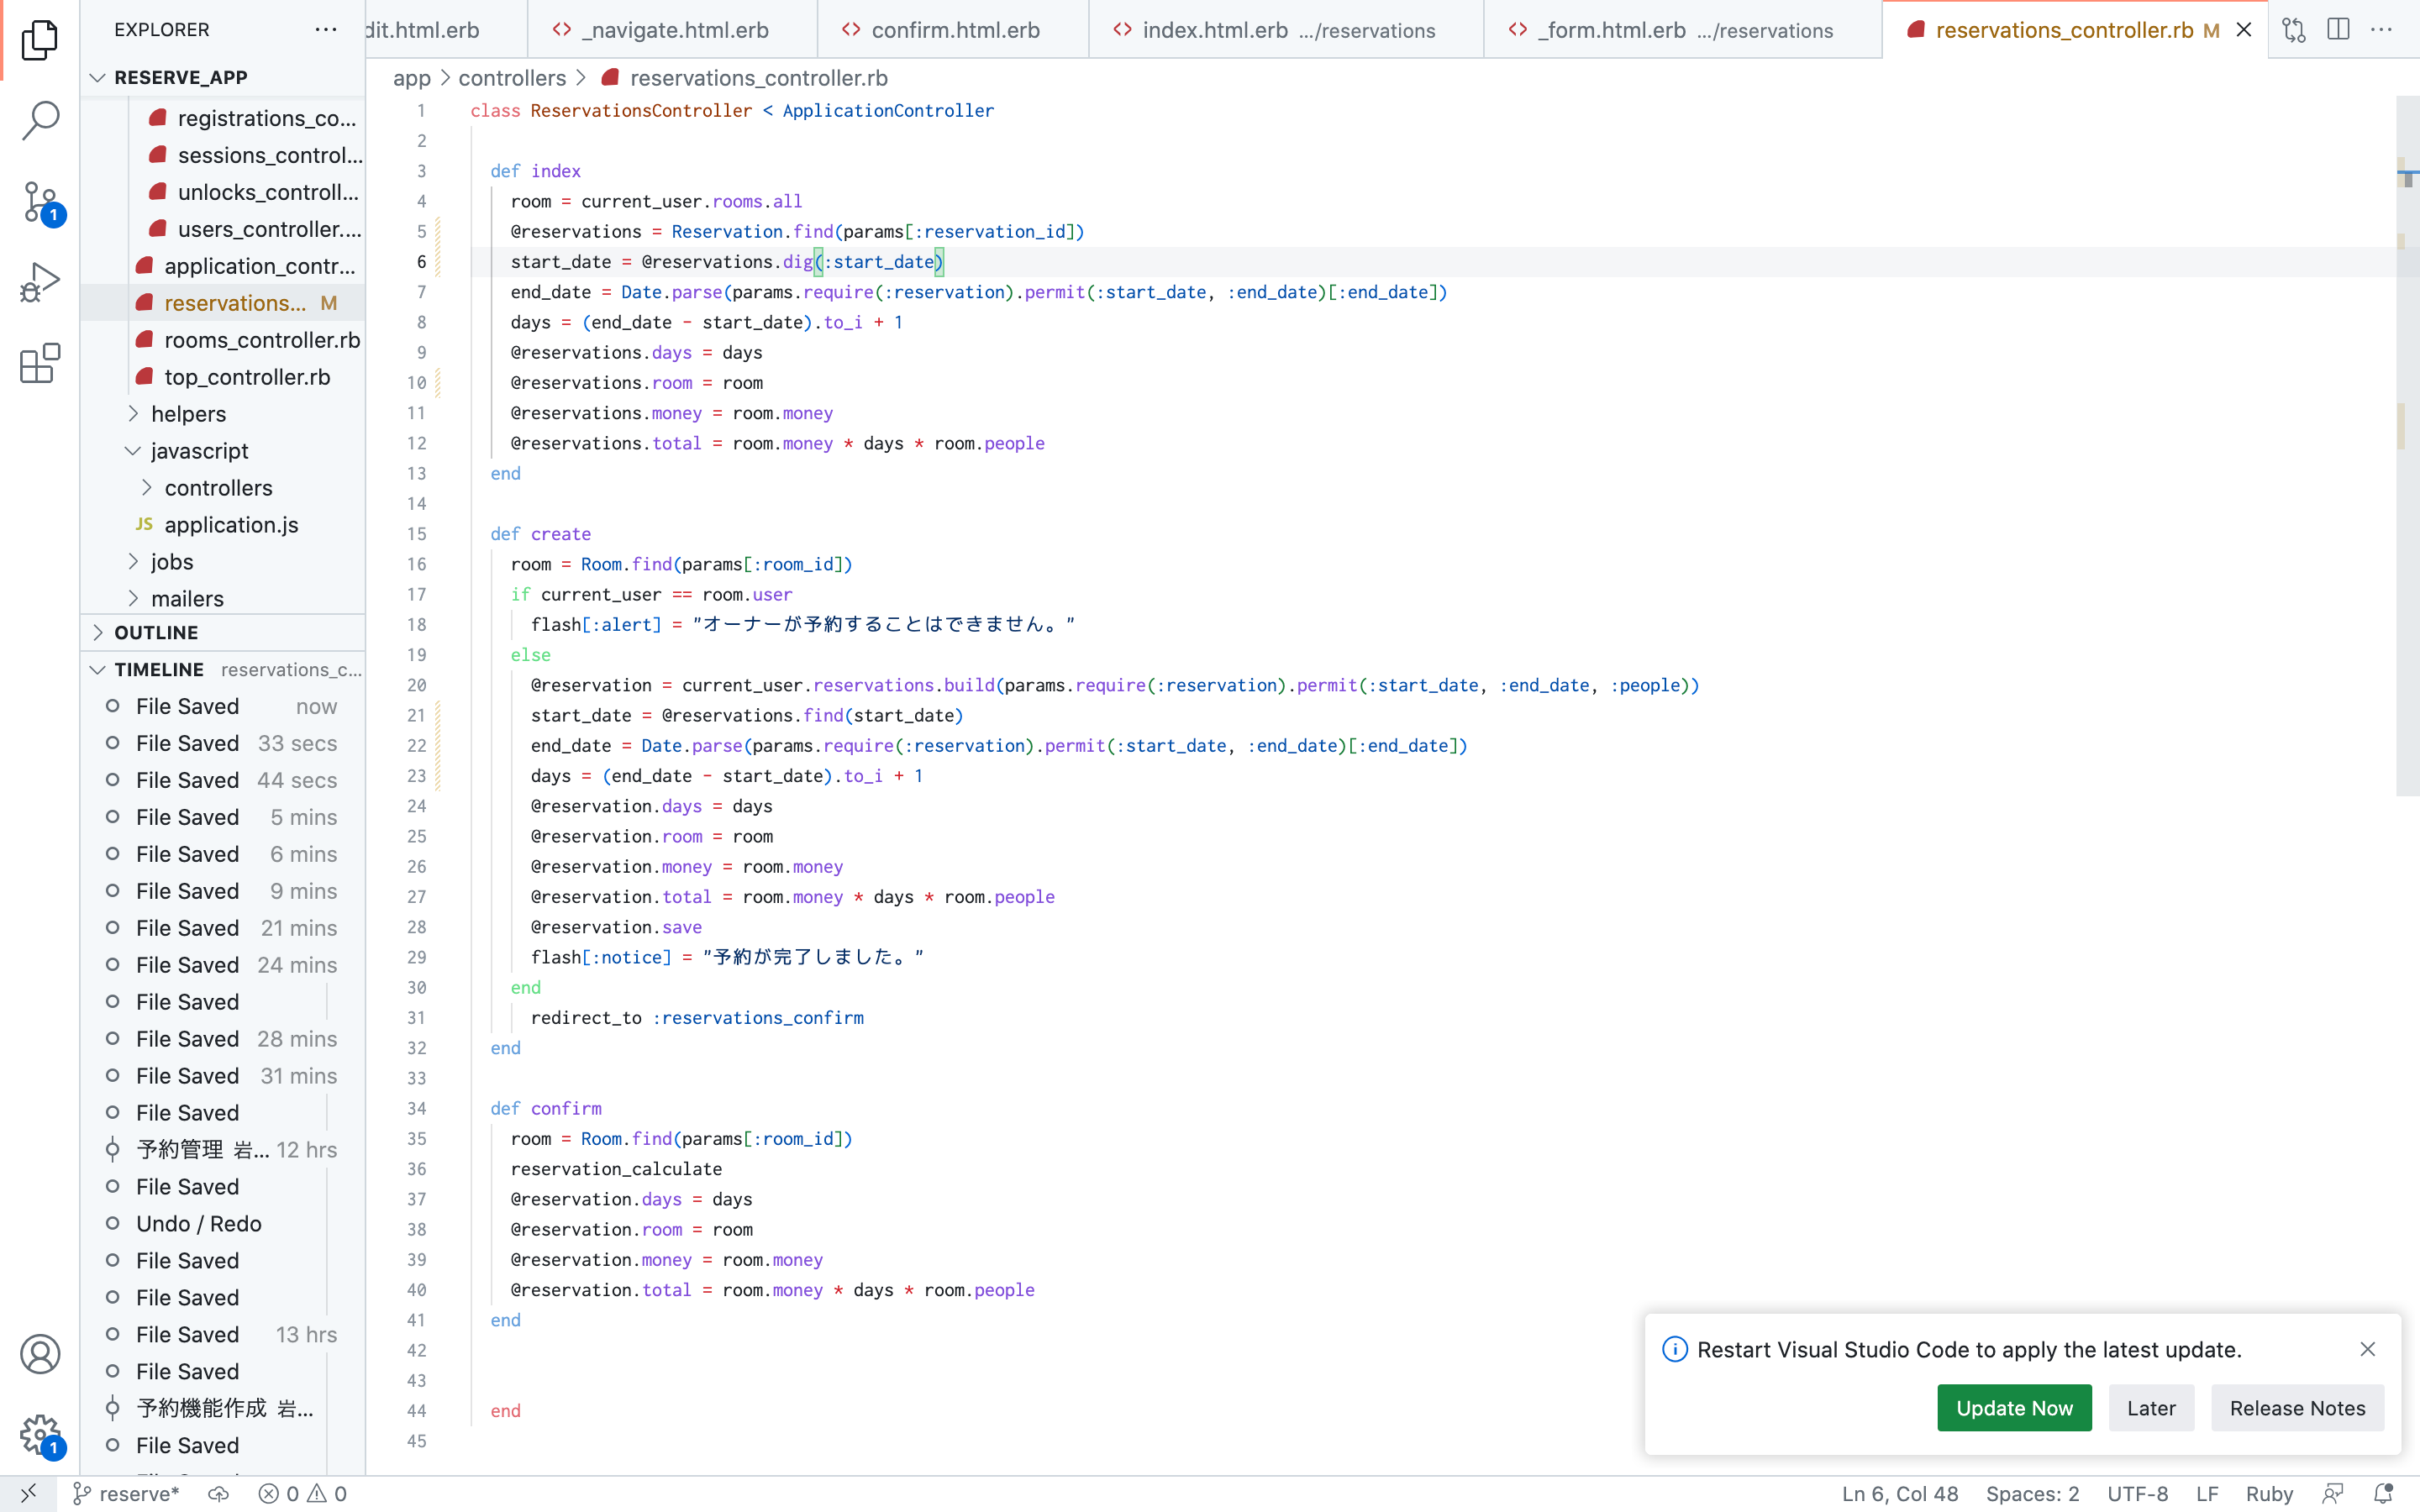 EXPLORER
RESERVE_APP
registrations_co...
sessions_control...
unlocks_controll...
users_controller....
application_contr...
reservations... M
rooms_controller.rb
top_controller.rb
helpers
javascript
controllers
JS application.js
jobs
mailers
OUTLINE
TIMELINE reservations_c...
File Saved now
File Saved 33 secs
File Saved 44 secs
File Saved 5 mins
File Saved 6 mins
File Saved 9 mins
File Saved 21 mins
File Saved 24 mins
File Saved
File Saved 28 mins
File Saved 31 mins
File Saved
予約管理 岩... 12 hrs
File Saved
Undo / Redo
File Saved
File Saved
File Saved 13 hrs
File Saved
予約機能作成 岩...
File Saved
1
1
dit.html.erb
_navigate.html.erb
confirm.html.erb
index.html.erb .../reservations
_form.html.erb .../reservations
reservations_controller.rb M
app > controllers > reservations_controller.rb
1 class ReservationsController < ApplicationController
2
3 def index
4 room = current_user.rooms.all
5 @reservations = Reservation.find(params[:reservation_id])
6 start_date = @reservations.dig(:start_date)
7 end_date = Date.parse(params.require(:reservation).permit(:start_date, :end_date)[:end_date])
8 days = (end_date - start_date).to_i + 1
9 @reservations.days = days
10 @reservations.room = room
11 @reservations.money = room.money
12 @reservations.total = room.money * days * room.people
13 end
14
15 def create
16 room = Room.find(params[:room_id])
17 if current_user == room.user
18 flash[:alert] = "オーナーが予約することはできません。"
19 else
20 @reservation = current_user.reservations.build(params.require(:reservation).permit(:start_date, :end_date, :people))
21 start_date = @reservations.find(start_date)
22 end_date = Date.parse(params.require(:reservation).permit(:start_date, :end_date)[:end_date])
23 days = (end_date - start_date).to_i + 1
24 @reservation.days = days
25 @reservation.room = room
26 @reservation.money = room.money
27 @reservation.total = room.money * days * room.people
28 @reservation.save
29 flash[:notice] = "予約が完了しました。"
30 end
31 redirect_to :reservations_confirm
32 end
33
34 def confirm
35 room = Room.find(params[:room_id])
36 reservation_calculate
37 @reservation.days = days
38 @reservation.room = room
39 @reservation.money = room.money
40 @reservation.total = room.money * days * room.people
41 end
42
43
44 end
45
Restart Visual Studio Code to apply the latest update.
Update Now Later Release Notes
reserve* 0 0 Ln 6, Col 48 Spaces: 2 UTF-8 LF Ruby